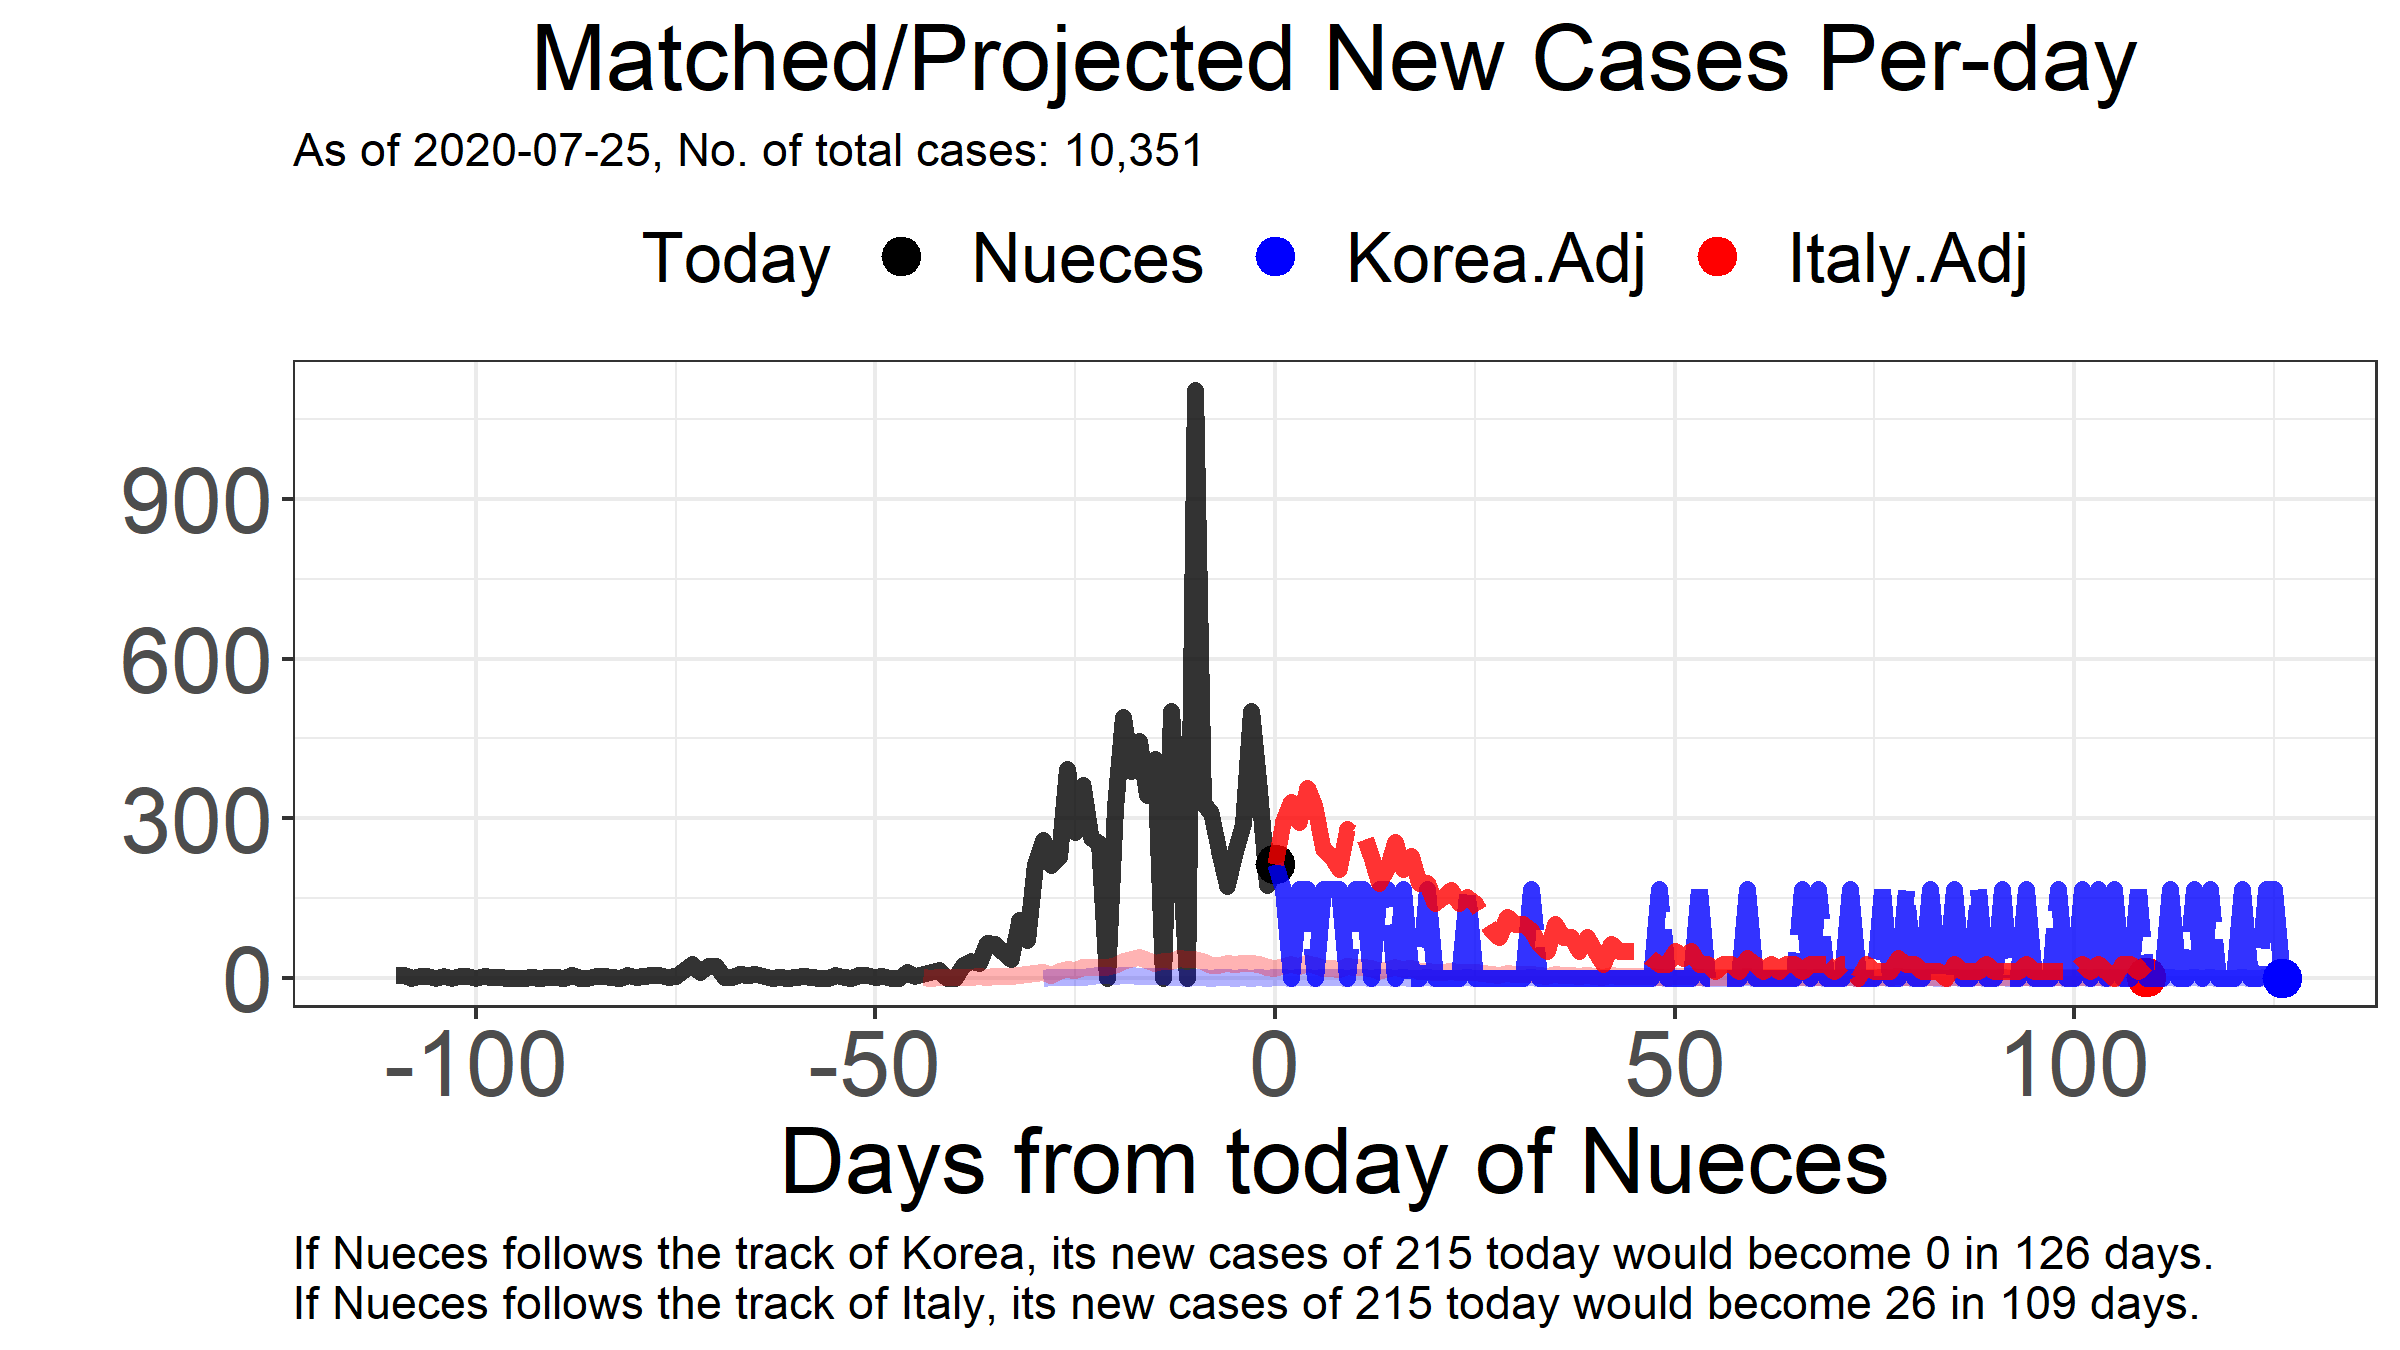 Matched/Projected New Cases Per-day
As of 2020-07-25, No. of total cases: 10,351
Today Nueces Korea.Adj Italy.Adj
900
600
300
0
-100 -50 0 50 100
Days from today of Nueces
If Nueces follows the track of Korea, its new cases of 215 today would become 0 in 126 days.
If Nueces follows the track of Italy, its new cases of 215 today would become 26 in 109 days.